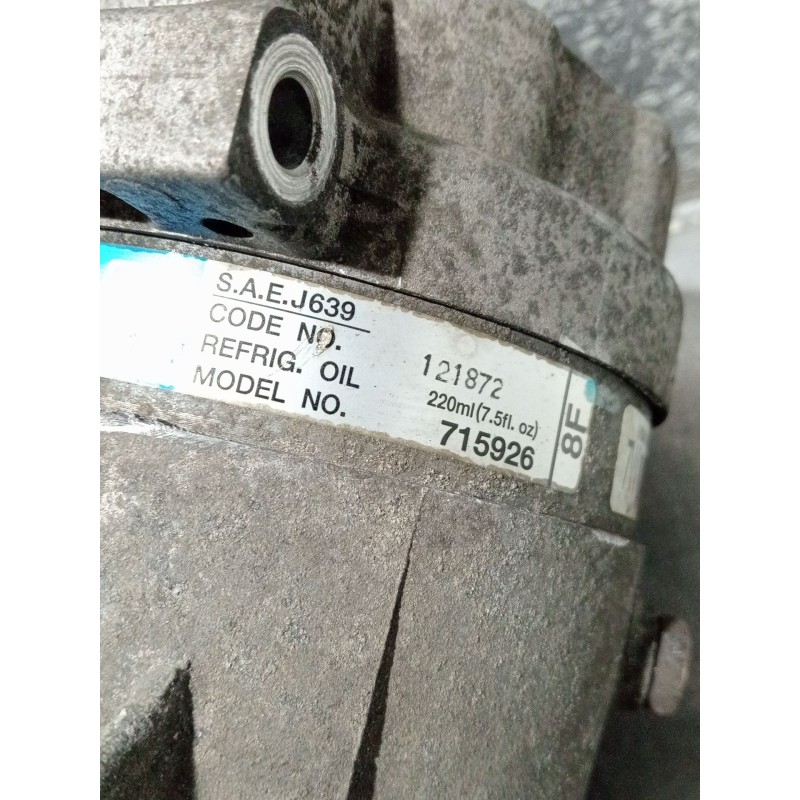 S.A.E.J639
CODE NO. 121872
REFRIG. OIL 220ml(7.5fl. oz)
MODEL NO. 715926
8F